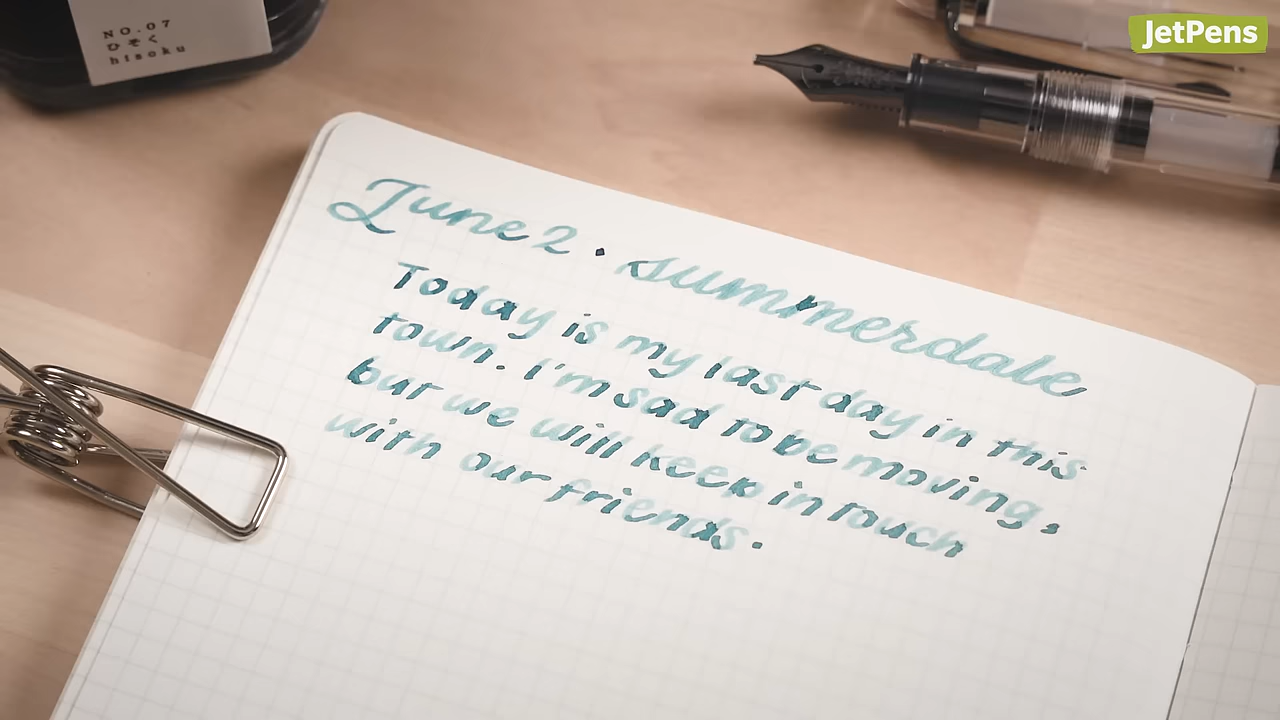 NO.07
ひそく
hisoku
JetPens
June 2 • summerdale
Today is my last day in this
town. I'm sad to be moving,
but we will keep in touch
with our friends.